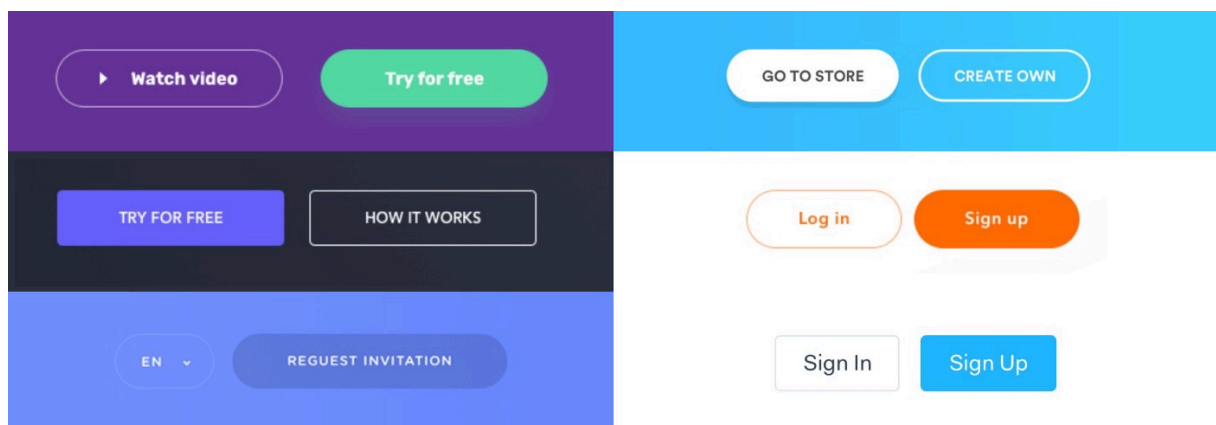 Watch video
Try for free
GO TO STORE
CREATE OWN
TRY FOR FREE
HOW IT WORKS
Log in
Sign up
EN
REGUEST INVITATION
Sign In
Sign Up